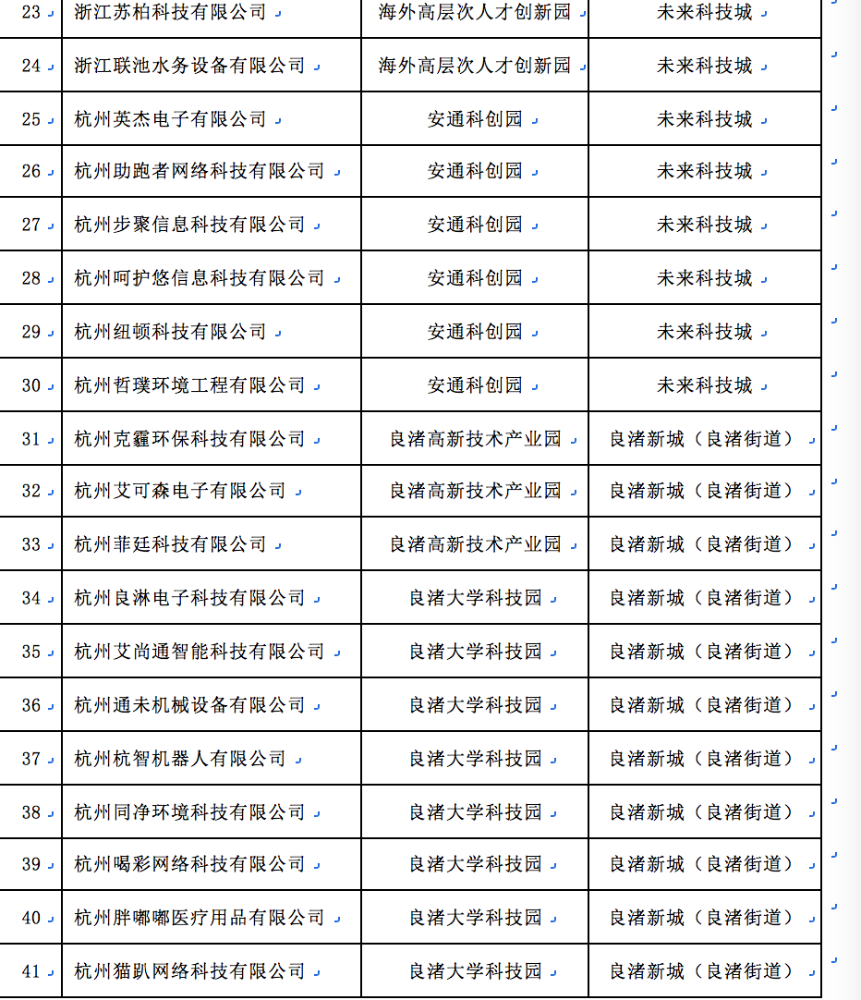 23 浙江苏柏科技有限公司 海外高层次人才创新园 未来科技城
24 浙江联池水务设备有限公司 海外高层次人才创新园 未来科技城
25 杭州英杰电子有限公司 安通科创园 未来科技城
26 杭州助跑者网络科技有限公司 安通科创园 未来科技城
27 杭州步聚信息科技有限公司 安通科创园 未来科技城
28 杭州呵护悠信息科技有限公司 安通科创园 未来科技城
29 杭州纽顿科技有限公司 安通科创园 未来科技城
30 杭州哲璞环境工程有限公司 安通科创园 未来科技城
31 杭州克霾环保科技有限公司 良渚高新技术产业园 良渚新城（良渚街道）
32 杭州艾可森电子有限公司 良渚高新技术产业园 良渚新城（良渚街道）
33 杭州菲廷科技有限公司 良渚高新技术产业园 良渚新城（良渚街道）
34 杭州良淋电子科技有限公司 良渚大学科技园 良渚新城（良渚街道）
35 杭州艾尚通智能科技有限公司 良渚大学科技园 良渚新城（良渚街道）
36 杭州通未机械设备有限公司 良渚大学科技园 良渚新城（良渚街道）
37 杭州杭智机器人有限公司 良渚大学科技园 良渚新城（良渚街道）
38 杭州同净环境科技有限公司 良渚大学科技园 良渚新城（良渚街道）
39 杭州喝彩网络科技有限公司 良渚大学科技园 良渚新城（良渚街道）
40 杭州胖嘟嘟医疗用品有限公司 良渚大学科技园 良渚新城（良渚街道）
41 杭州猫趴网络科技有限公司 良渚大学科技园 良渚新城（良渚街道）